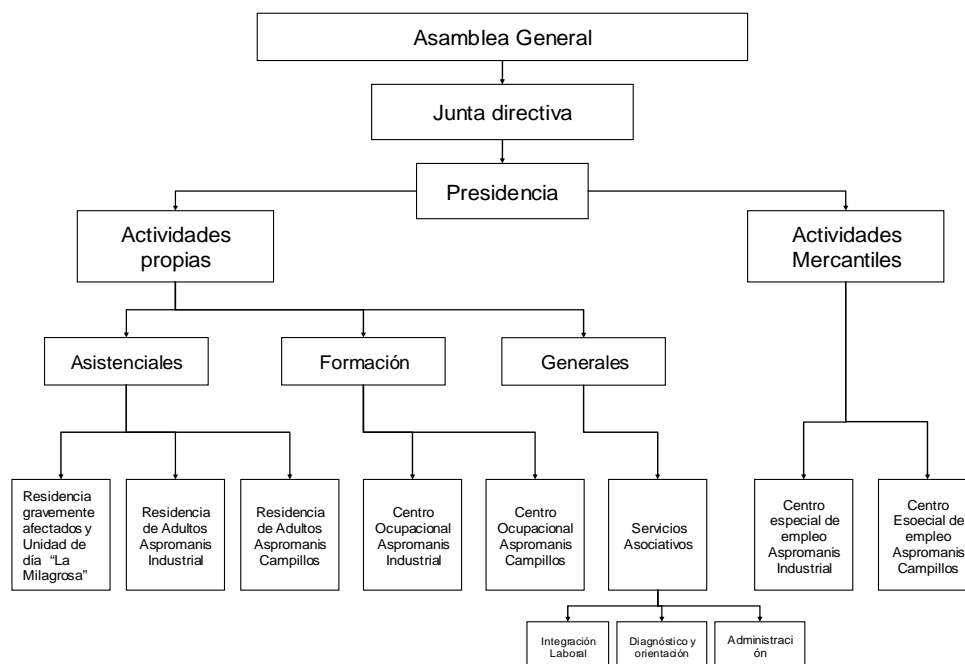 Asamblea General
Junta directiva
Presidencia
Actividades
propias
Actividades
Mercantiles
Asistenciales
Formación
Generales
Residencia
gravemente
afectados y
Unidad de
día “La
Milagrosa”
Residencia
de Adultos
Aspromanis
Industrial
Residencia
de Adultos
Aspromanis
Campillos
Centro
Ocupacional
Aspromanis
Industrial
Centro
Ocupacional
Aspromanis
Campillos
Servicios
Asociativos
Centro
especial de
empleo
Aspromanis
Industrial
Centro
Esoecial de
empleo
Aspromanis
Campillos
Integración
Laboral
Diagnóstico y
orientación
Administraci
ón